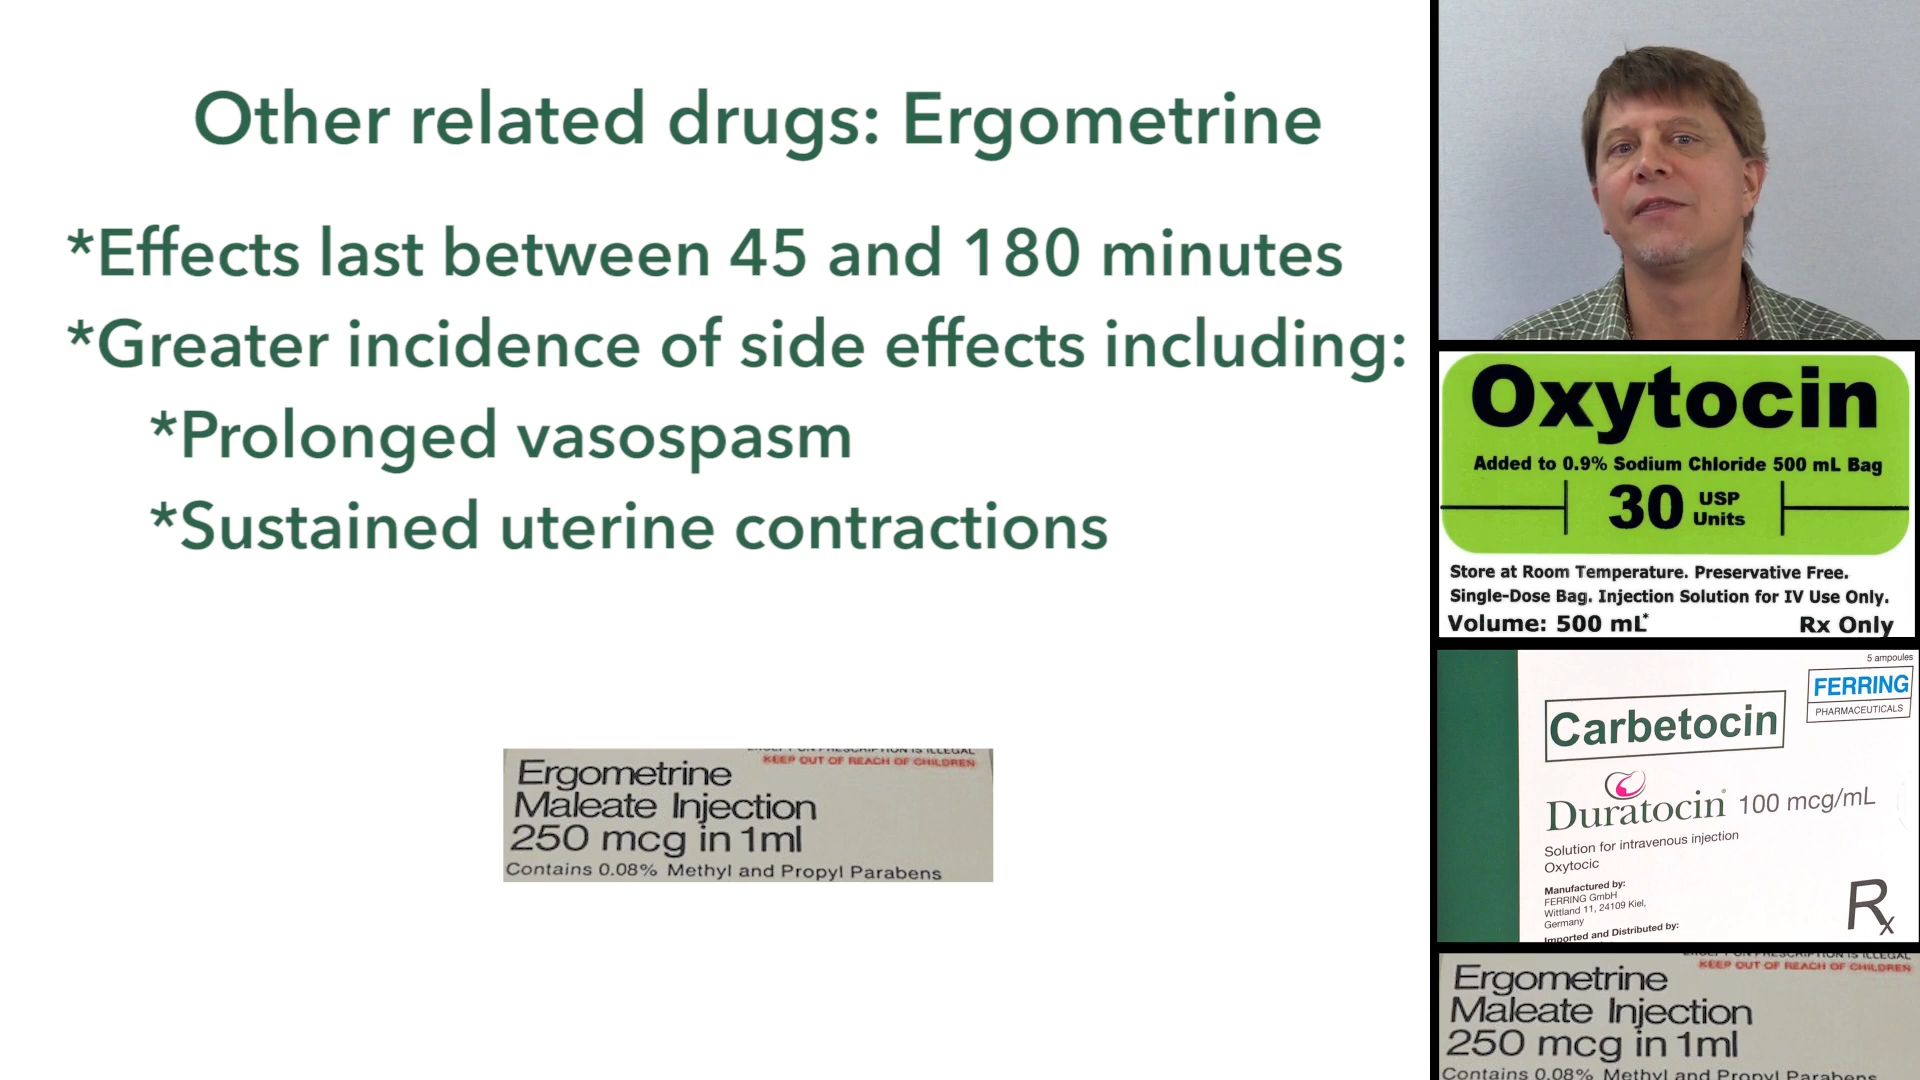 Other related drugs: Ergometrine
*Effects last between 45 and 180 minutes
*Greater incidence of side effects including:
*Prolonged vasospasm
*Sustained uterine contractions
KEEP OUT OF REACH OF CHILDREN
Ergometrine
Maleate Injection
250 mcg in 1ml
Contains 0.08% Methyl and Propyl Parabens
Oxytocin
Added to 0.9% Sodium Chloride 500 mL Bag
30 USP Units
Store at Room Temperature. Preservative Free.
Single-Dose Bag. Injection Solution for IV Use Only.
Volume: 500 mL* Rx Only
5 ampoules
FERRING
PHARMACEUTICALS
Carbetocin
Duratocin® 100 mcg/mL
Solution for intravenous injection
Oxytocic
Manufactured by:
FERRING GmbH
Wittland 11, 24109 Kiel,
Germany
Imported and Distributed by:
Rx
KEEP OUT OF REACH OF CHILDREN
Ergometrine
Maleate Injection
250 mcg in 1ml
Contains 0.08% Methyl and Propyl Parabens